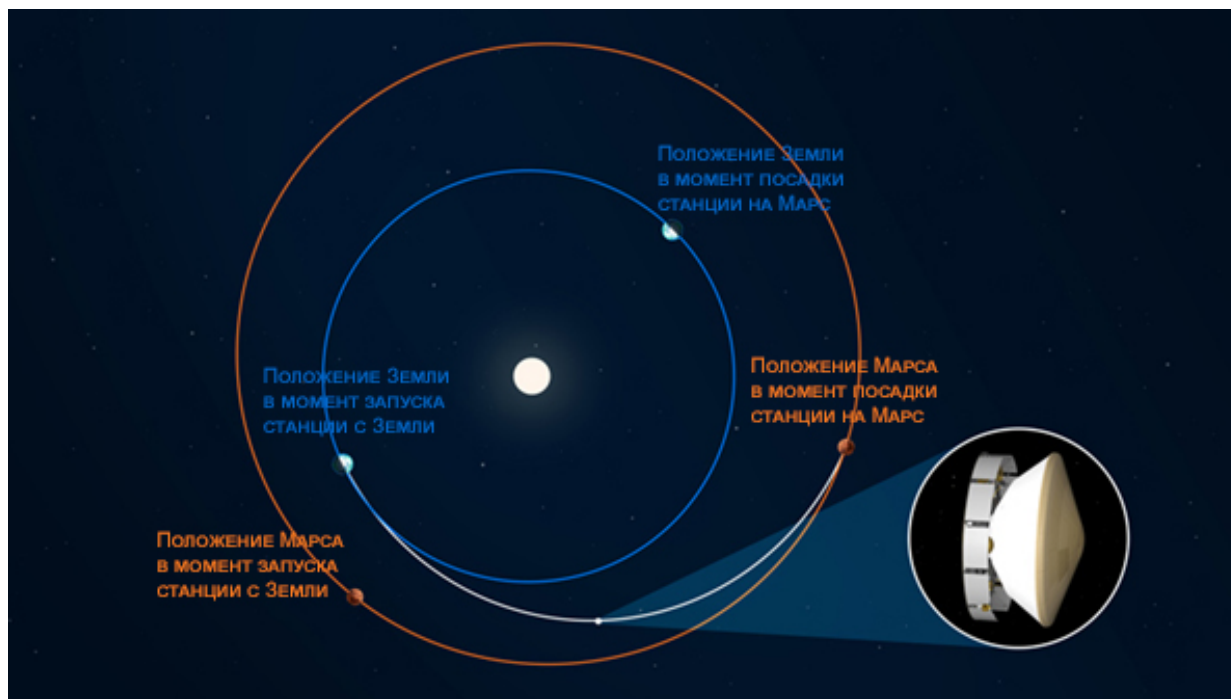 Положение Земли
в момент посадки
станции на Марс
Положение Земли
в момент запуска
станции с Земли
Положение Марса
в момент посадки
станции на Марс
Положение Марса
в момент запуска
станции с Земли